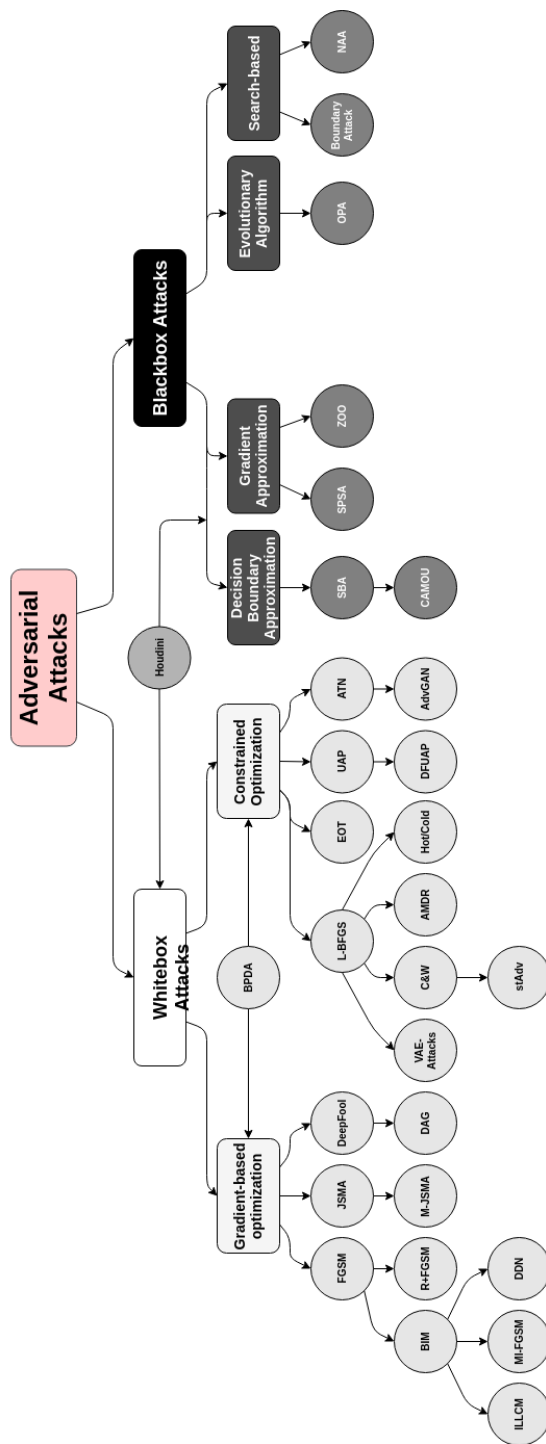 Adversarial
Attacks
Whitebox
Attacks
Houdini
Blackbox Attacks
Gradient-based
optimization
BPDA
Constrained
Optimization
Decision
Boundary
Approximation
Gradient
Approximation
Evolutionary
Algorithm
Search-based
FGSM
JSMA
DeepFool
L-BFGS
EOT
UAP
ATN
SBA
SPSA
ZOO
OPA
Boundary
Attack
NAA
BIM
R+FGSM
M-JSMA
DAG
VAE-
Attacks
C&W
AMDR
Hot/Cold
DFUAP
AdvGAN
CAMOU
ILLCM
MI-FGSM
DDN
stAdv